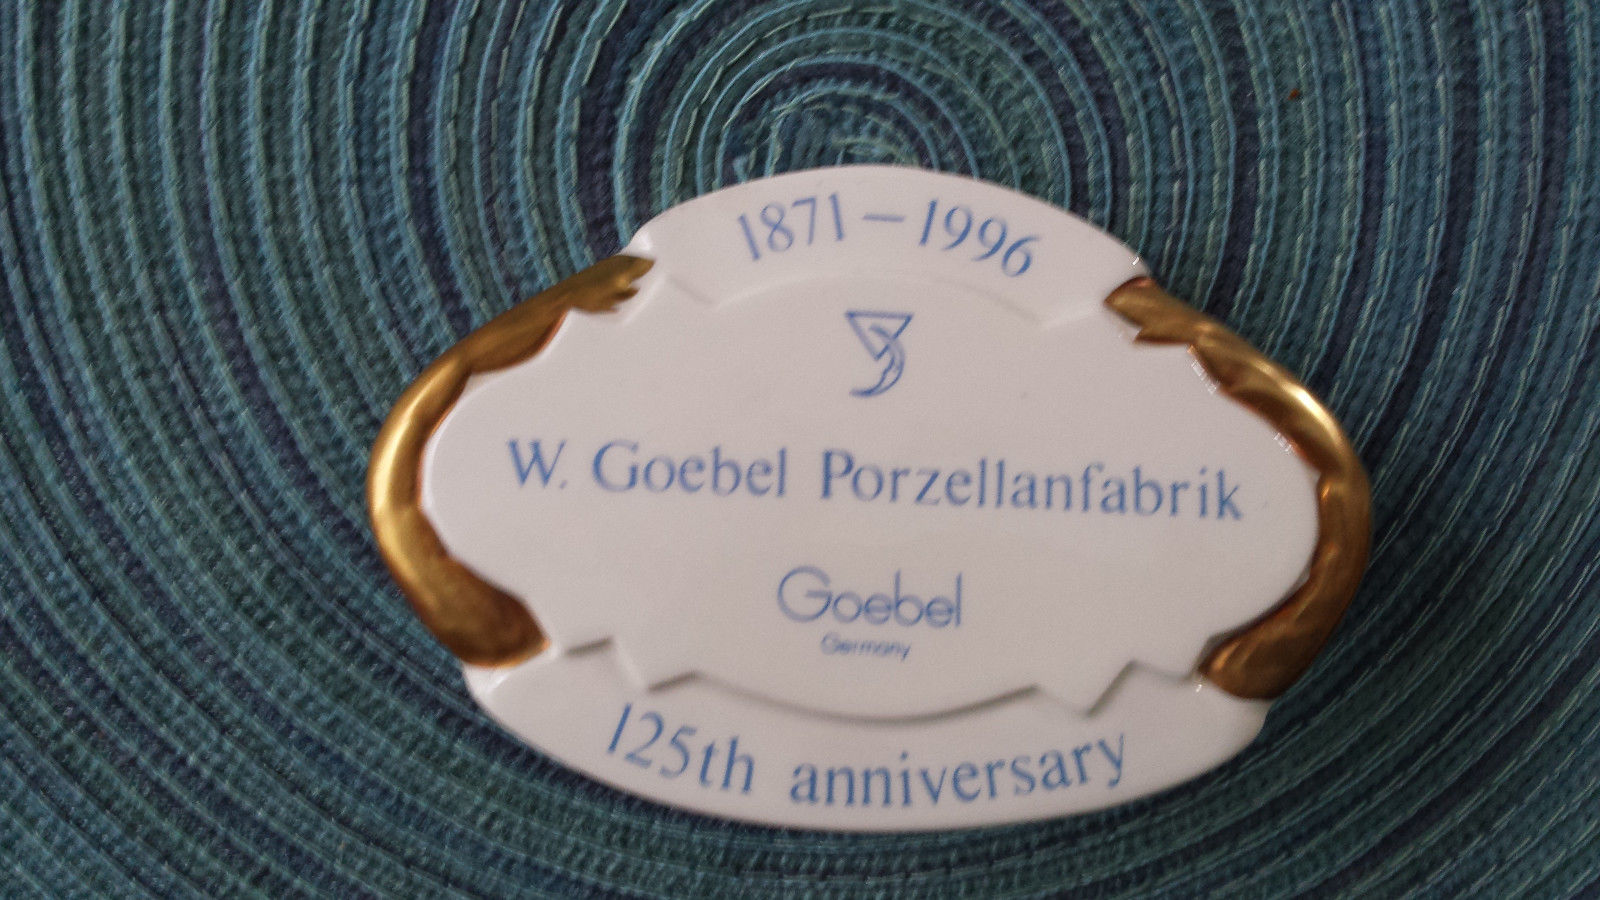 1871 – 1996
W. Goebel Porzellanfabrik
Goebel
Germany
125th anniversary